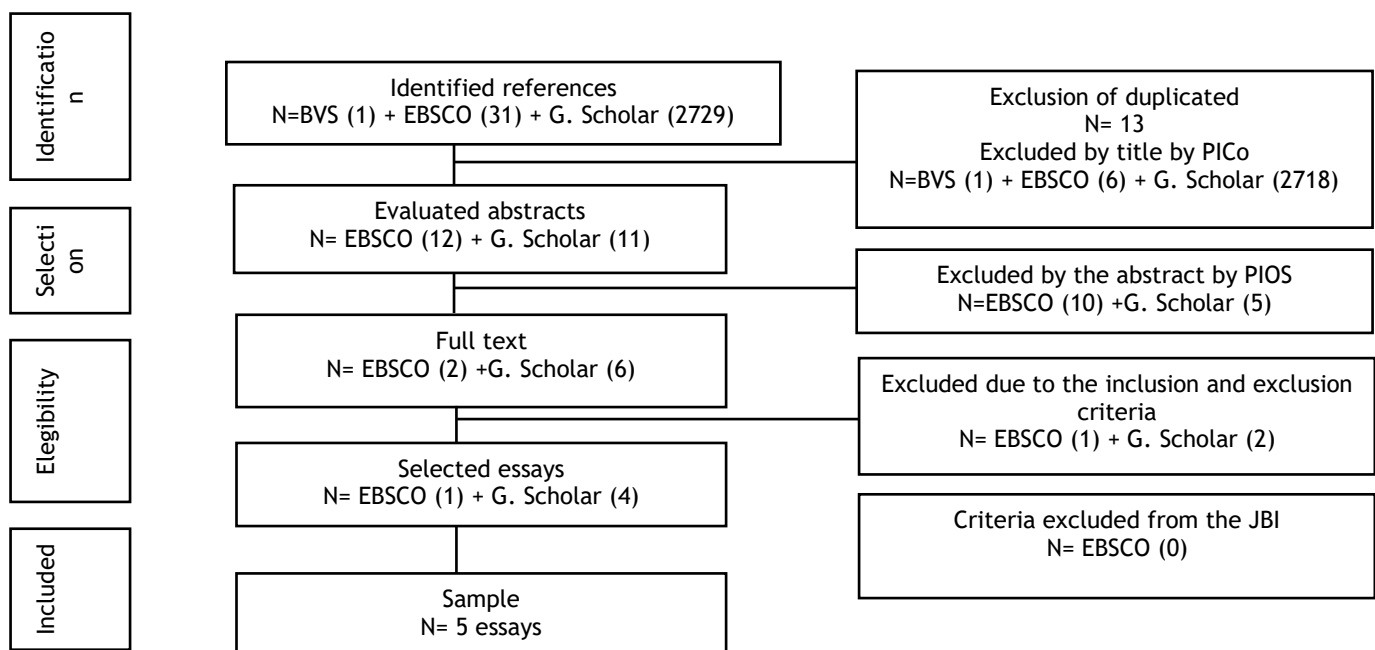 Identificatio
n
Identified references
N=BVS (1) + EBSCO (31) + G. Scholar (2729)
Exclusion of duplicated
N= 13
Excluded by title by PICo
N=BVS (1) + EBSCO (6) + G. Scholar (2718)
Selecti
on
Evaluated abstracts
N= EBSCO (12) + G. Scholar (11)
Excluded by the abstract by PIOS
N=EBSCO (10) +G. Scholar (5)
Elegibility
Full text
N= EBSCO (2) +G. Scholar (6)
Excluded due to the inclusion and exclusion
criteria
N= EBSCO (1) + G. Scholar (2)
Selected essays
N= EBSCO (1) + G. Scholar (4)
Criteria excluded from the JBI
N= EBSCO (0)
Included
Sample
N= 5 essays